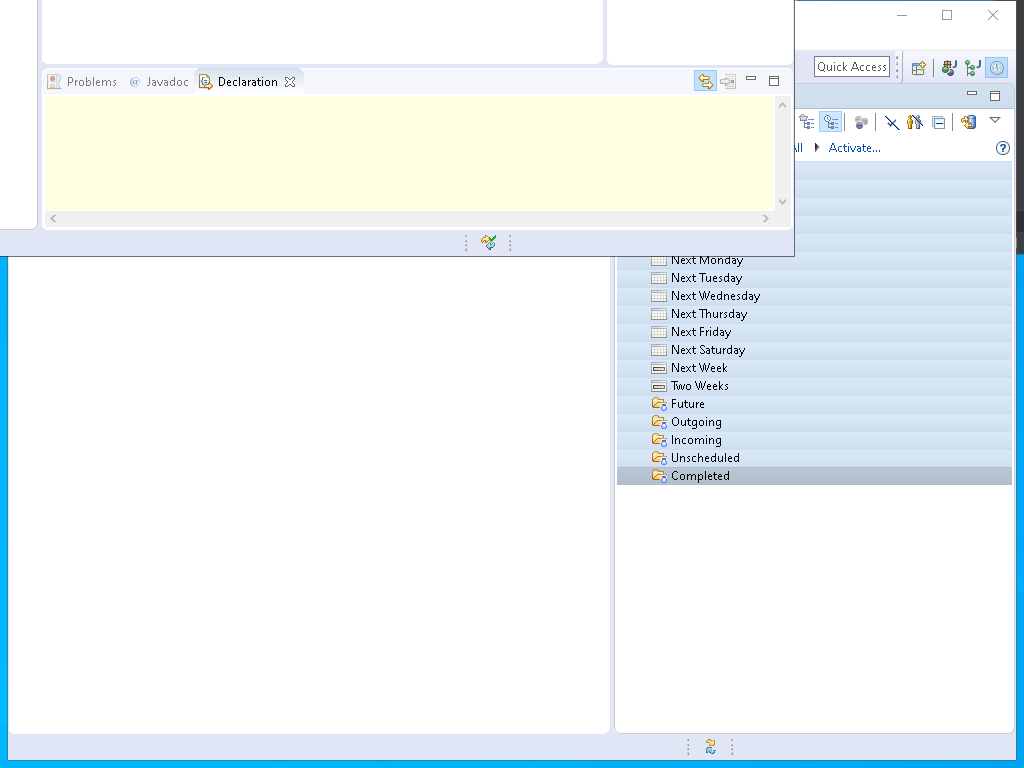 Problems @ Javadoc Declaration
Quick Access
Activate...
Next Monday
Next Tuesday
Next Wednesday
Next Thursday
Next Friday
Next Saturday
Next Week
Two Weeks
Future
Outgoing
Incoming
Unscheduled
Completed